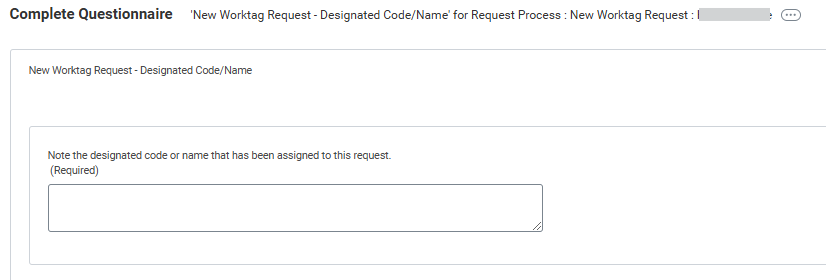 Complete Questionnaire 'New Worktag Request - Designated Code/Name' for Request Process : New Worktag Request :
New Worktag Request - Designated Code/Name
Note the designated code or name that has been assigned to this request.
(Required)